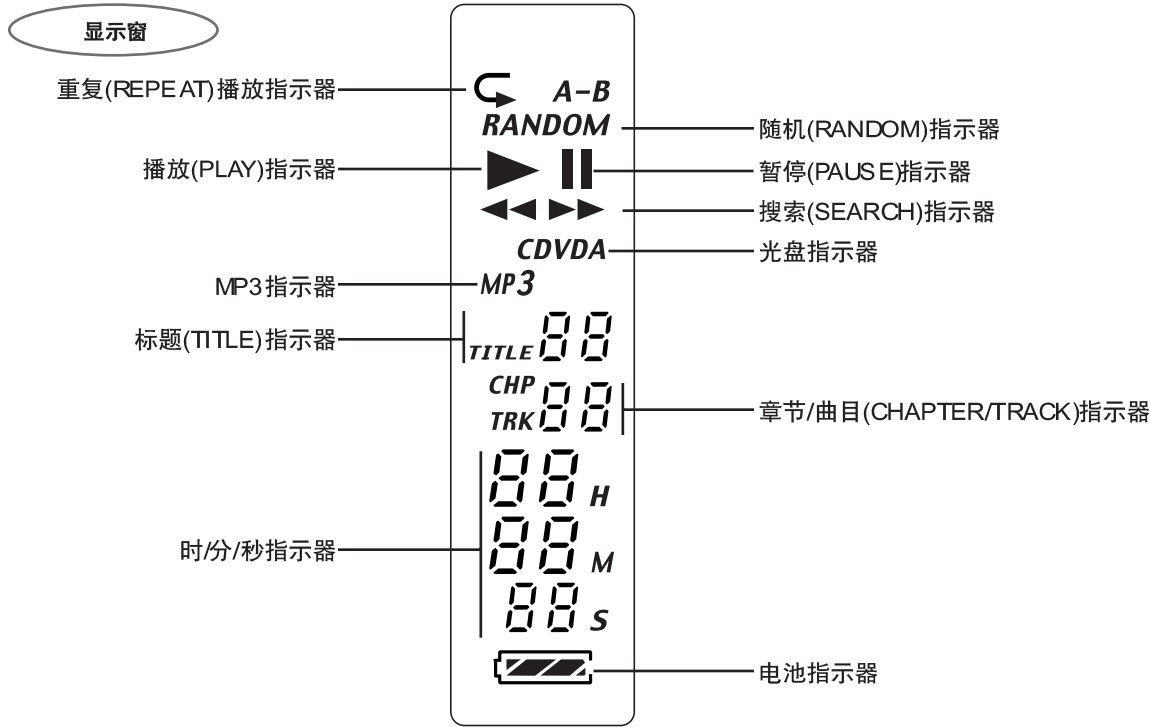 显示窗
重复(REPEAT)播放指示器
A-B
RANDOM
随机(RANDOM)指示器
播放(PLAY)指示器
暂停(PAUSE)指示器
搜索(SEARCH)指示器
CDVDA
光盘指示器
MP3指示器
MP3
标题(TITLE)指示器
TITLE 88
CHP
TRK 88
章节/曲目(CHAPTER/TRACK)指示器
88 H
时/分/秒指示器
88 M
88 S
电池指示器